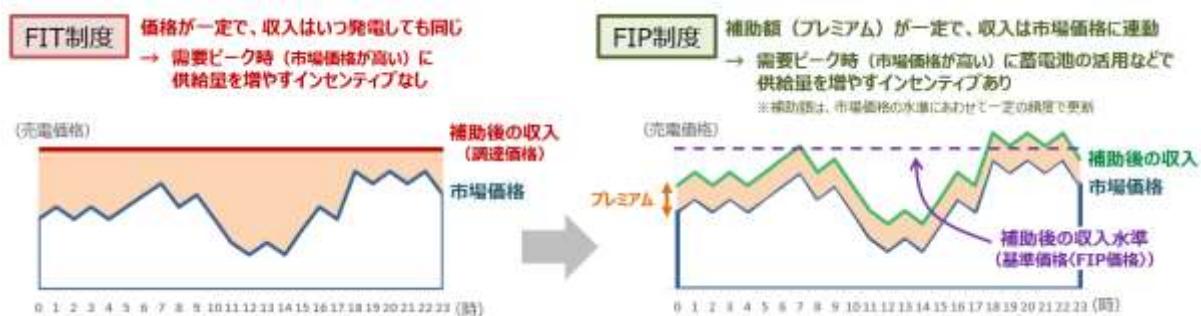 FIT制度
価格が一定で、収入はいつ発電しても同じ
→ 需要ピーク時（市場価格が高い）に
供給量を増やすインセンティブなし
（売電価格）
補助後の収入
（調達価格）
市場価格
0 1 2 3 4 5 6 7 8 9 10 11 12 13 14 15 16 17 18 19 20 21 22 23 (時)
FIP制度
補助額（プレミアム）が一定で、収入は市場価格に連動
→ 需要ピーク時（市場価格が高い）に蓄電池の活用などで
供給量を増やすインセンティブあり
※補助額は、市場価格の水準にあわせて一定の頻度で更新
（売電価格）
補助後の収入
市場価格
プレミアム
補助後の収入水準
（基準価格（FIP価格））
0 1 2 3 4 5 6 7 8 9 10 11 12 13 14 15 16 17 18 19 20 21 22 23 (時)